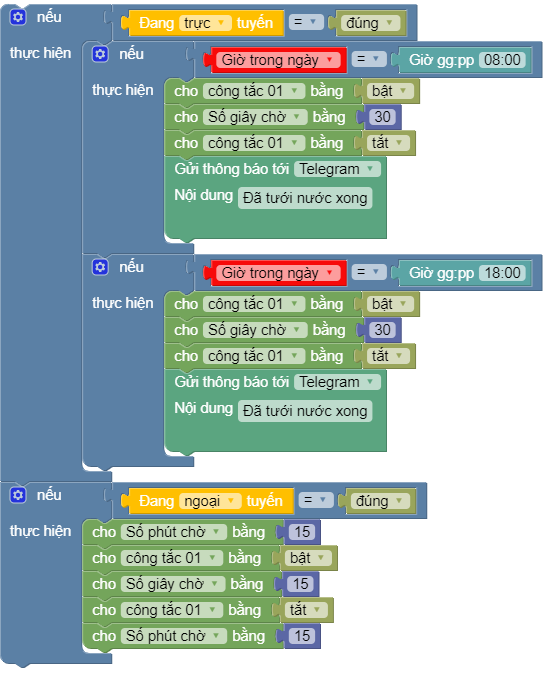 nếu Đang trực tuyến = đúng
thực hiện nếu Giờ trong ngày = Giờ gg:pp 08:00
thực hiện cho công tắc 01 bằng bật
cho Số giây chờ bằng 30
cho công tắc 01 bằng tắt
Gửi thông báo tới Telegram
Nội dung Đã tưới nước xong
nếu Giờ trong ngày = Giờ gg:pp 18:00
thực hiện cho công tắc 01 bằng bật
cho Số giây chờ bằng 30
cho công tắc 01 bằng tắt
Gửi thông báo tới Telegram
Nội dung Đã tưới nước xong
nếu Đang ngoại tuyến = đúng
thực hiện cho Số phút chờ bằng 15
cho công tắc 01 bằng bật
cho Số giây chờ bằng 15
cho công tắc 01 bằng tắt
cho Số phút chờ bằng 15